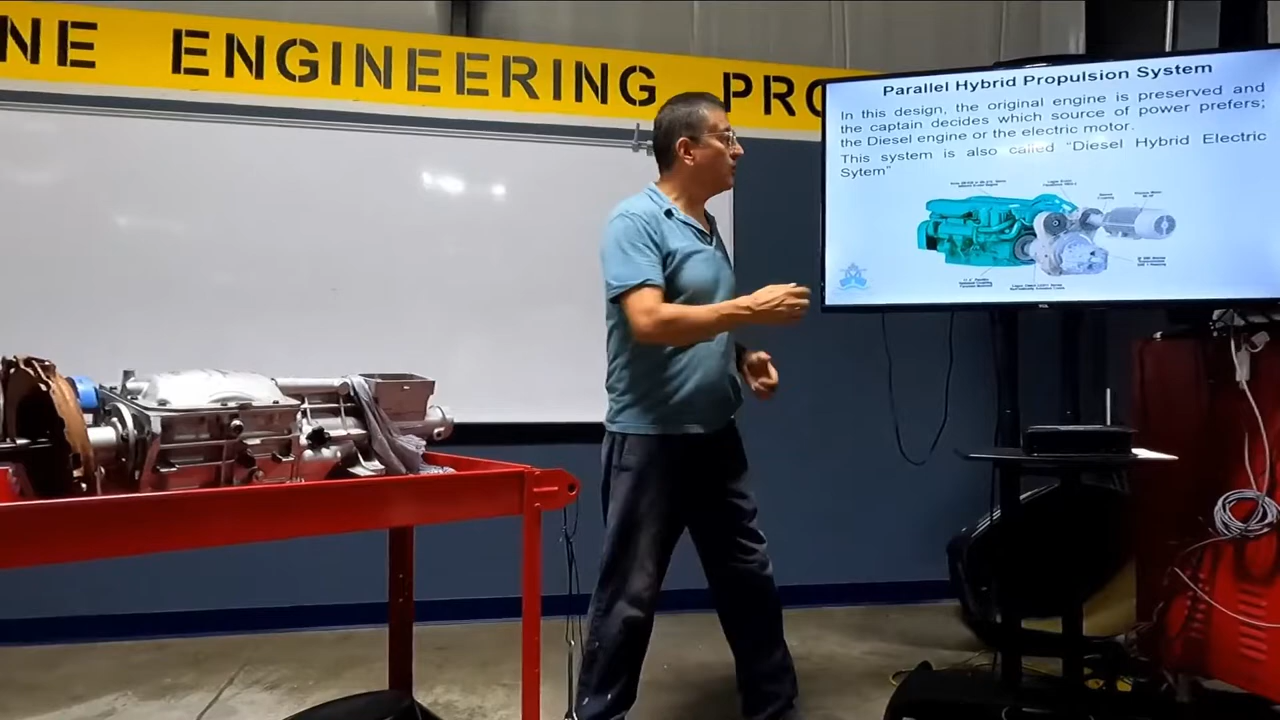 NE ENGINEERING PRO
Parallel Hybrid Propulsion System
In this design, the original engine is preserved and
the captain decides which source of power prefers;
the Diesel engine or the electric motor.
This system is also called “Diesel Hybrid Electric
Sytem”
TCL